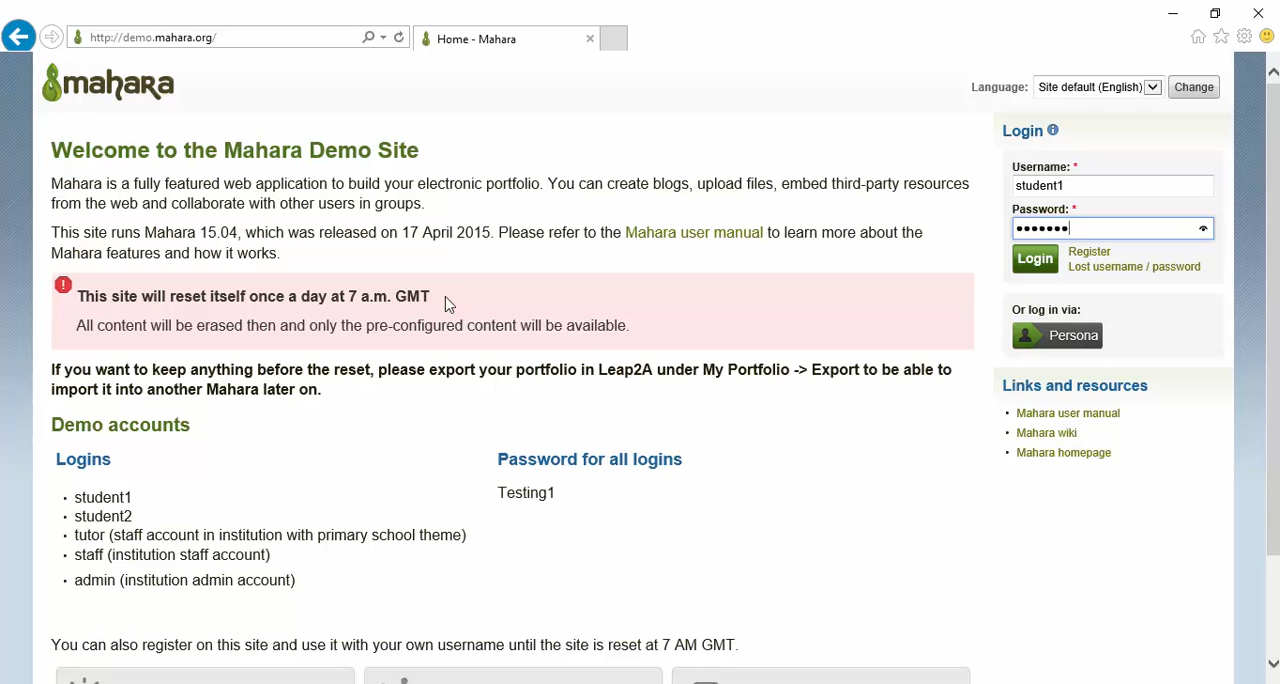 http://demo.mahara.org/
Home - Mahara
mahara
Language: Site default (English) Change
Welcome to the Mahara Demo Site
Mahara is a fully featured web application to build your electronic portfolio. You can create blogs, upload files, embed third-party resources
from the web and collaborate with other users in groups.
This site runs Mahara 15.04, which was released on 17 April 2015. Please refer to the Mahara user manual to learn more about the
Mahara features and how it works.
This site will reset itself once a day at 7 a.m. GMT
All content will be erased then and only the pre-configured content will be available.
If you want to keep anything before the reset, please export your portfolio in Leap2A under My Portfolio -> Export to be able to
import it into another Mahara later on.
Demo accounts
Logins
student1
student2
tutor (staff account in institution with primary school theme)
staff (institution staff account)
admin (institution admin account)
Password for all logins
Testing1
You can also register on this site and use it with your own username until the site is reset at 7 AM GMT.
Login
Username: *
student1
Password: *
•••••••
Login
Register
Lost username / password
Or log in via:
Persona
Links and resources
Mahara user manual
Mahara wiki
Mahara homepage